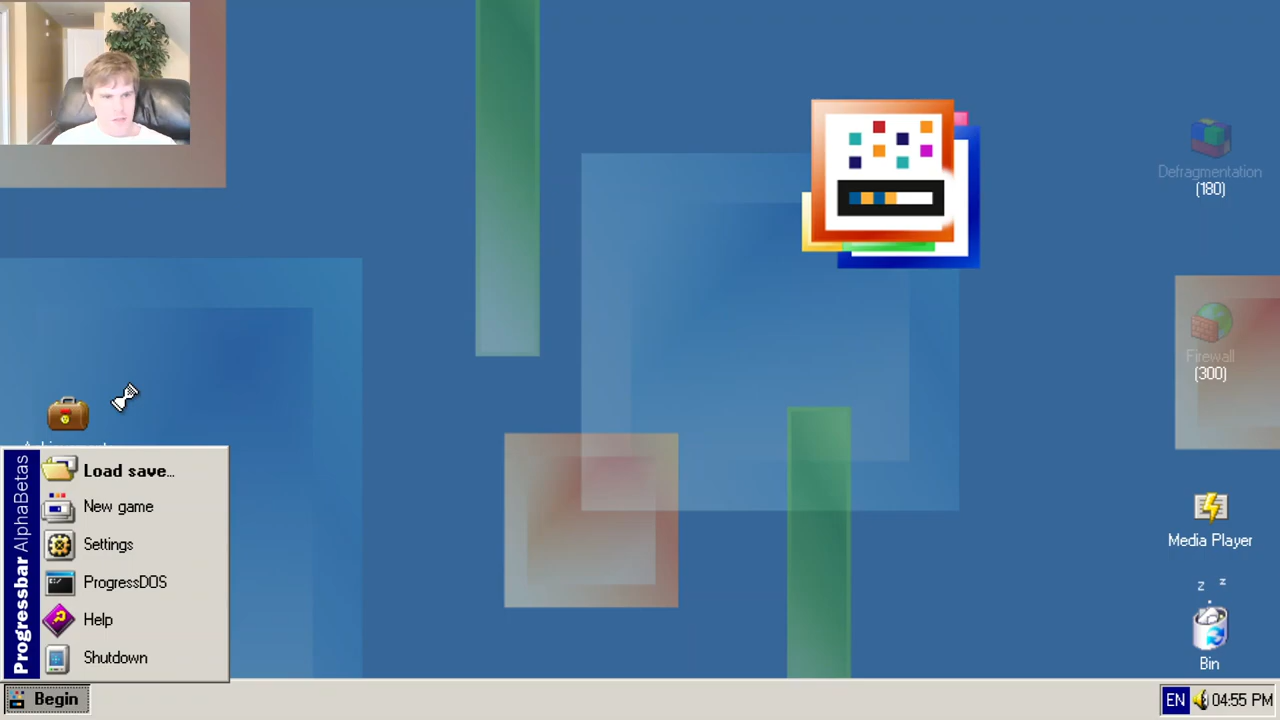 Defragmentation
(180)
Firewall
(300)
Media Player
z z
Bin
Load save...
New game
Settings
ProgressDOS
Help
Shutdown
Progressbar AlphaBetas
Begin
EN 04:55 PM